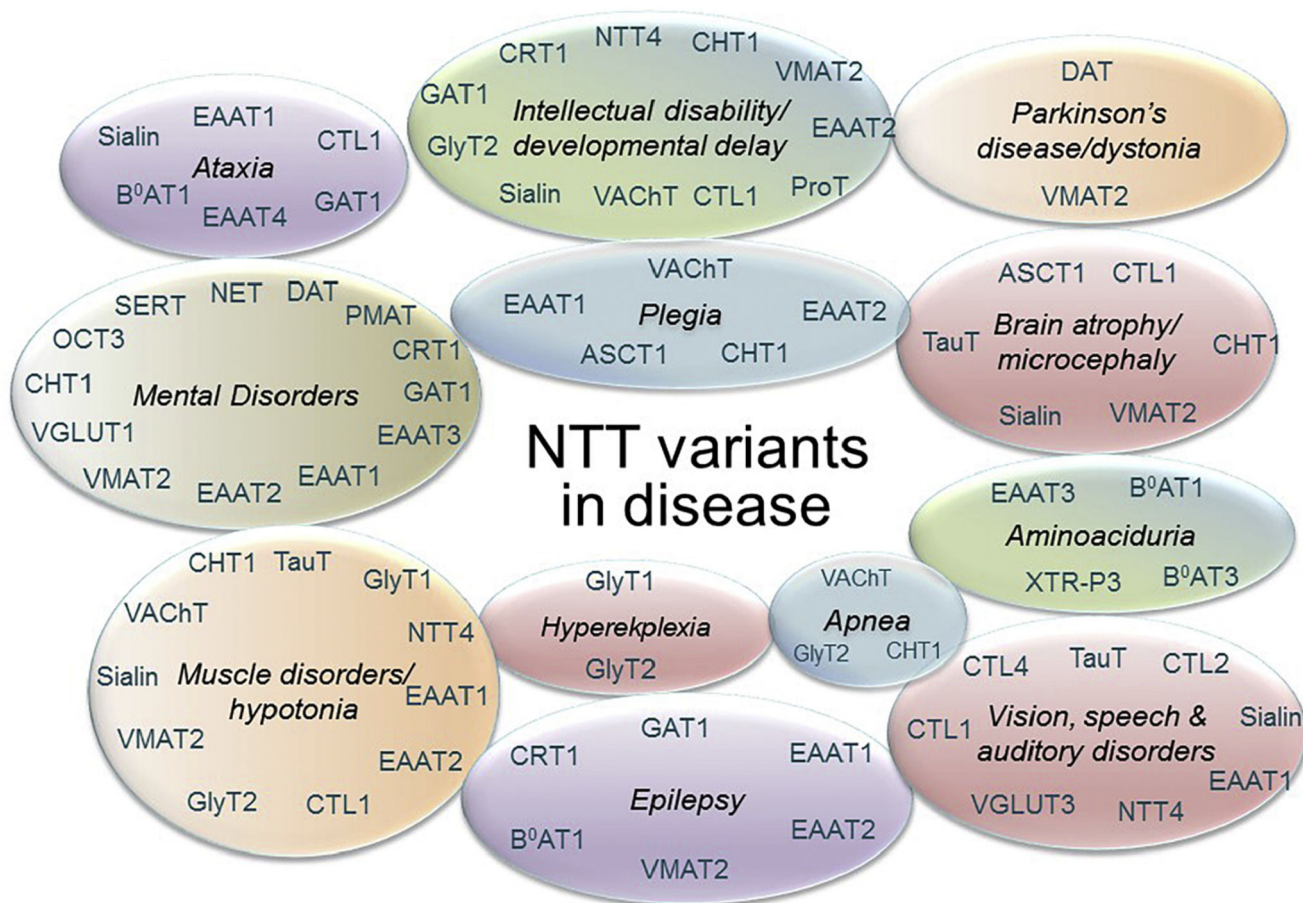 CRT1
NTT4
CHT1
VMAT2
GAT1
Intellectual disability/
developmental delay
EAAT2
GlyT2
Sialin
VAChT
CTL1
ProT
DAT
Parkinson's
disease/dystonia
VMAT2
Sialin
EAAT1
CTL1
Ataxia
B⁰AT1
EAAT4
GAT1
VAChT
EAAT1
Plegia
EAAT2
ASCT1
CHT1
ASCT1
CTL1
TauT
Brain atrophy/
microcephaly
CHT1
Sialin
VMAT2
SERT
NET
DAT
PMAT
OCT3
CRT1
CHT1
Mental Disorders
GAT1
VGLUT1
EAAT3
VMAT2
EAAT2
EAAT1
NTT variants
in disease
EAAT3
B⁰AT1
Aminoaciduria
XTR-P3
B⁰AT3
CHT1
TauT
GlyT1
VAChT
NTT4
Sialin
Muscle disorders/
hypotonia
EAAT1
VMAT2
EAAT2
GlyT2
CTL1
GlyT1
Hyperekplexia
GlyT2
VAChT
Apnea
GlyT2
CHT1
CTL4
TauT
CTL2
CTL1
Vision, speech &
auditory disorders
Sialin
EAAT1
VGLUT3
NTT4
GAT1
CRT1
EAAT1
Epilepsy
B⁰AT1
EAAT2
VMAT2